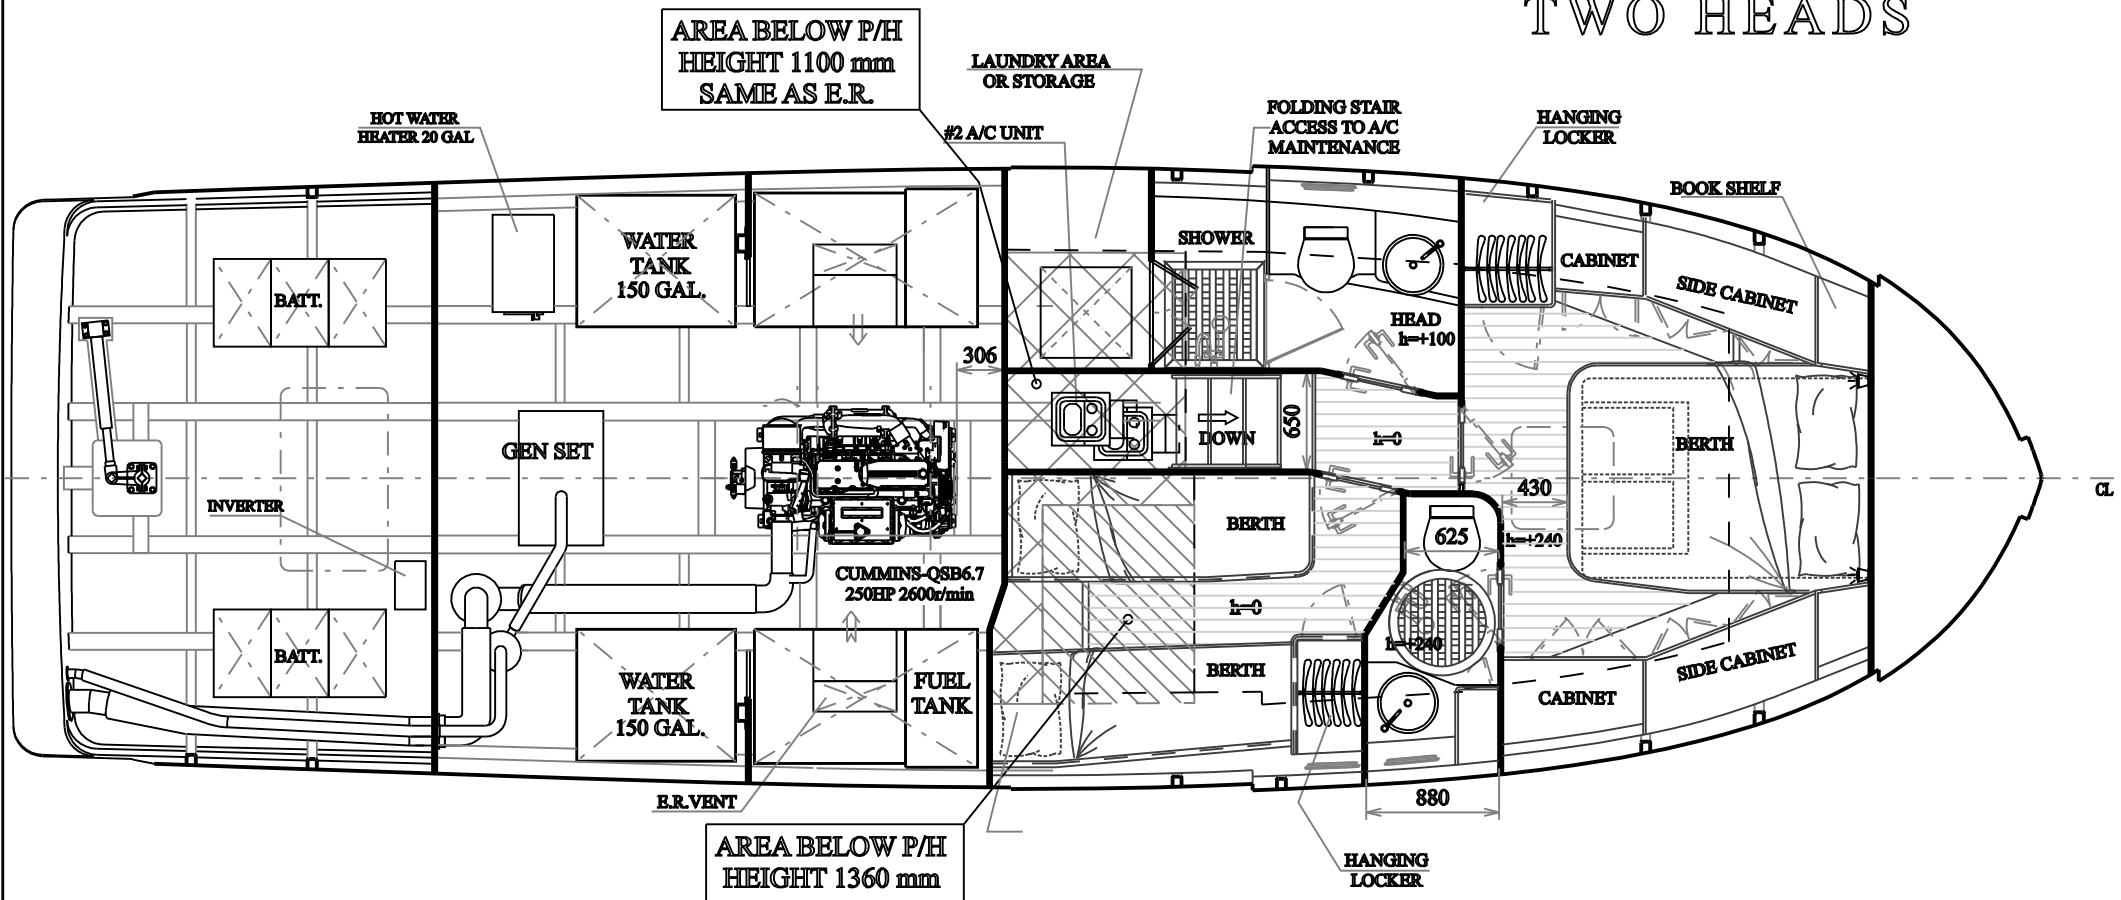 TWO HEADS
AREA BELOW P/H
HEIGHT 1100 mm
SAME AS E.R.
LAUNDRY AREA
OR STORAGE
#2 A/C UNIT
FOLDING STAIR
ACCESS TO A/C
MAINTENANCE
HANGING
LOCKER
HOT WATER
HEATER 20 GAL
BOOK SHELF
WATER
TANK
150 GAL.
SHOWER
CABINET
SIDE CABINET
BATT.
HEAD
h=+100
306
650
DOWN
h=0
BERTH
GEN SET
INVERTER
430
CL
BERTH
625
h=+240
CUMMINS-QSB6.7
250HP 2600r/min
h=0
h=+240
BATT.
BERTH
SIDE CABINET
WATER
TANK
150 GAL.
FUEL
TANK
CABINET
E.R.VENT
880
AREA BELOW P/H
HEIGHT 1360 mm
HANGING
LOCKER